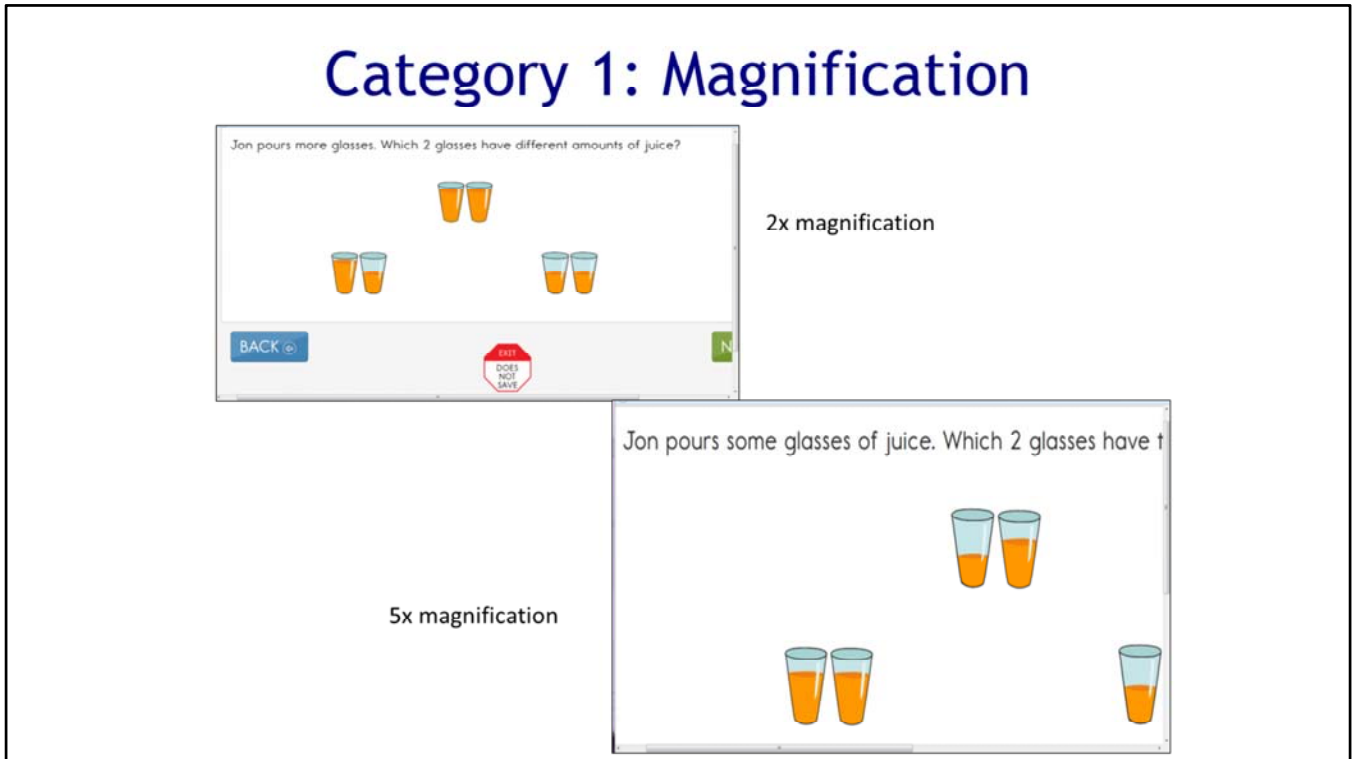 Category 1: Magnification
Jon pours more glasses. Which 2 glasses have different amounts of juice?
2x magnification
BACK
N
EXIT
DOES
NOT
SAVE
Jon pours some glasses of juice. Which 2 glasses have t
5x magnification